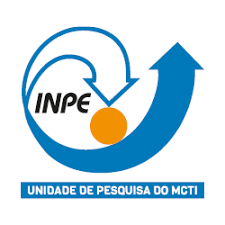 INPE
UNIDADE DE PESQUISA DO MCTI